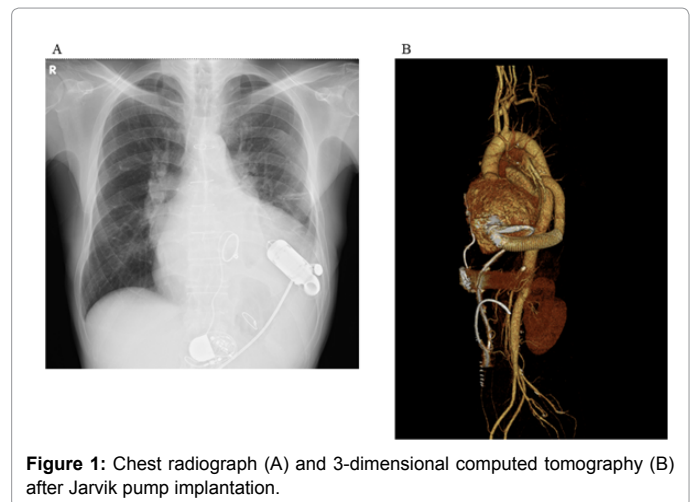 A
B
R
Figure 1: Chest radiograph (A) and 3-dimensional computed tomography (B)
after Jarvik pump implantation.